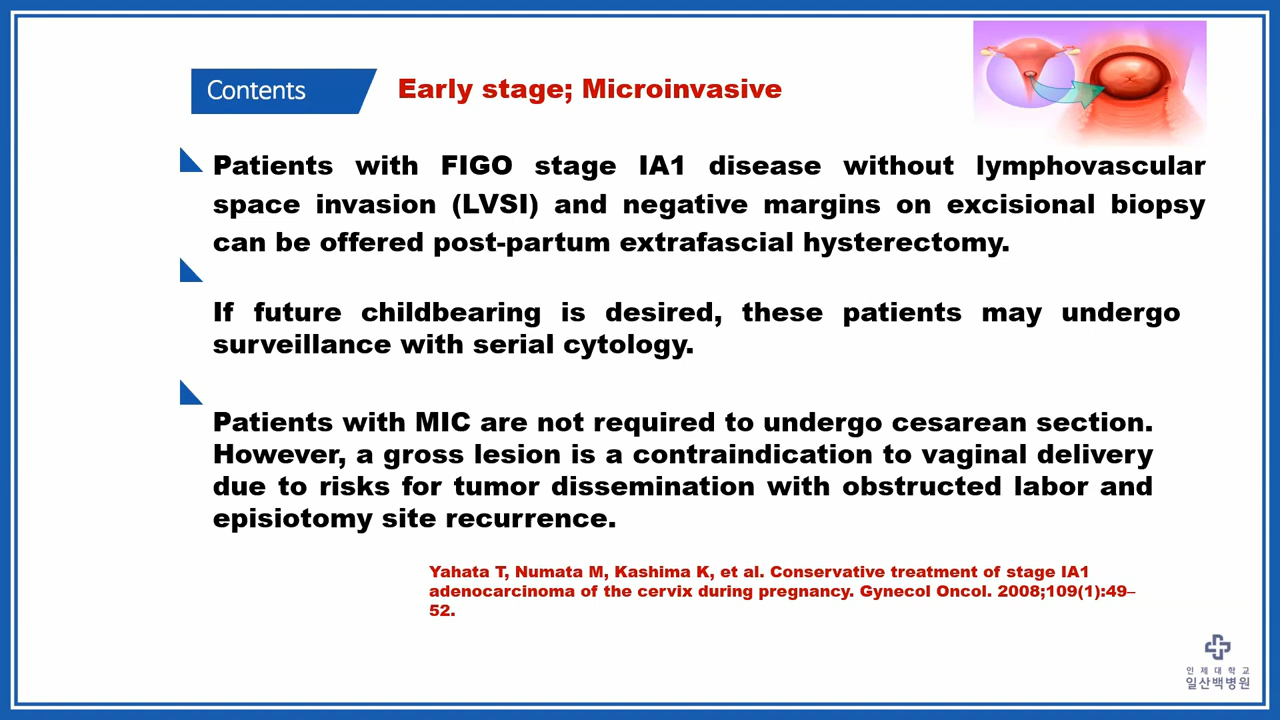 Contents
Early stage; Microinvasive
Patients with FIGO stage IA1 disease without lymphovascular
space invasion (LVSI) and negative margins on excisional biopsy
can be offered post-partum extrafascial hysterectomy.
If future childbearing is desired, these patients may undergo
surveillance with serial cytology.
Patients with MIC are not required to undergo cesarean section.
However, a gross lesion is a contraindication to vaginal delivery
due to risks for tumor dissemination with obstructed labor and
episiotomy site recurrence.
Yahata T, Numata M, Kashima K, et al. Conservative treatment of stage IA1
adenocarcinoma of the cervix during pregnancy. Gynecol Oncol. 2008;109(1):49–
52.
인제대학교
일산백병원